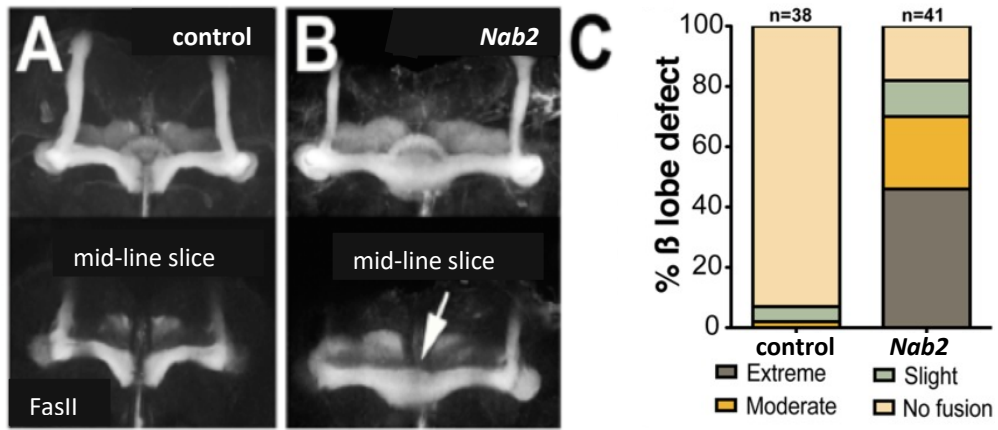 A
control
mid-line slice
FasII
B
Nab2
mid-line slice
C
n=38
n=41
% ß lobe defect
100
80
60
40
20
0
control
Nab2
Extreme
Slight
Moderate
No fusion